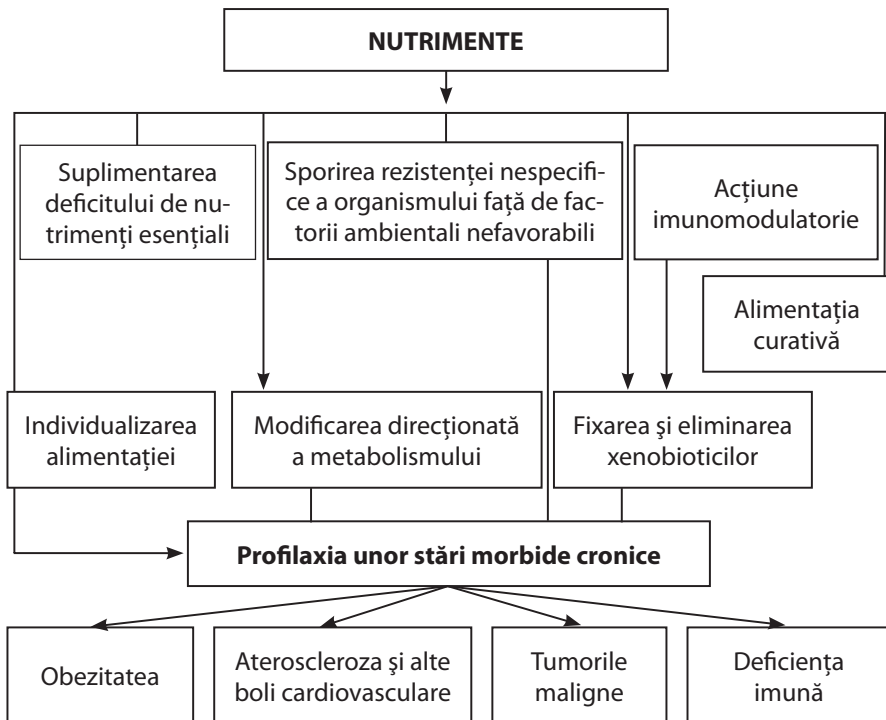 NUTRIMENTE
Suplimentarea
deficitului de nu-
trimenți esențiali
Sporirea rezistenței nespecifi-
ce a organismului față de fac-
torii ambientali nefavorabili
Acțiune
imunomodulatorie
Alimentația
curativă
Individualizarea
alimentației
Modificarea direcționată
a metabolismului
Fixarea şi eliminarea
xenobioticilor
Profilaxia unor stări morbide cronice
Obezitatea
Ateroscleroza şi alte
boli cardiovasculare
Tumorile
maligne
Deficiența
imună